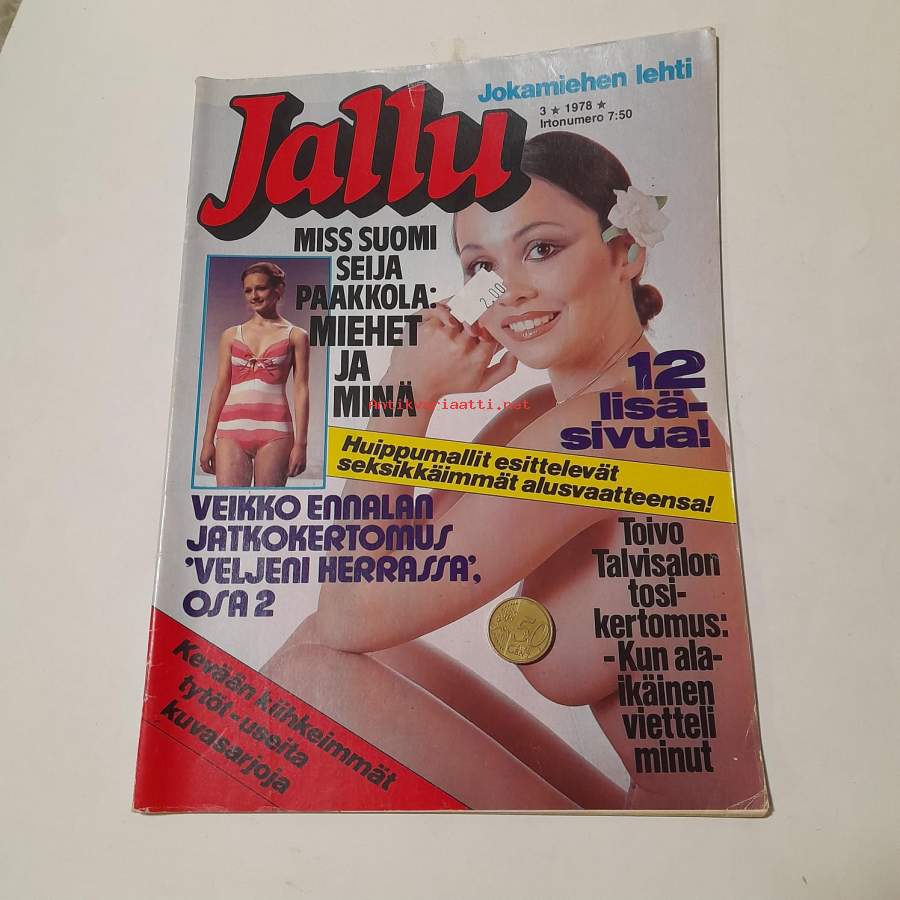 Jokamiehen lehti
3 ★ 1978 ★
Irtonumero 7:50
Jallu
MISS SUOMI
SEIJA
PAAKKOLA:
MIEHET
JA
MINÄ
2.00
Antikvariaatti.net
12
lisä-
sivua!
Huippumallit esittelevät
seksikkäimmät alusvaatteensa!
VEIKKO ENNALAN
JATKOKERTOMUS
'VELJENI HERRASSA',
OSA 2
Toivo
Talvisalon
tosi-
kertomus:
-Kun ala-
ikäinen
vietteli
minut
50
CENT
Kevään kiihkeimmät
tytöt-useita
kuvasarjoja